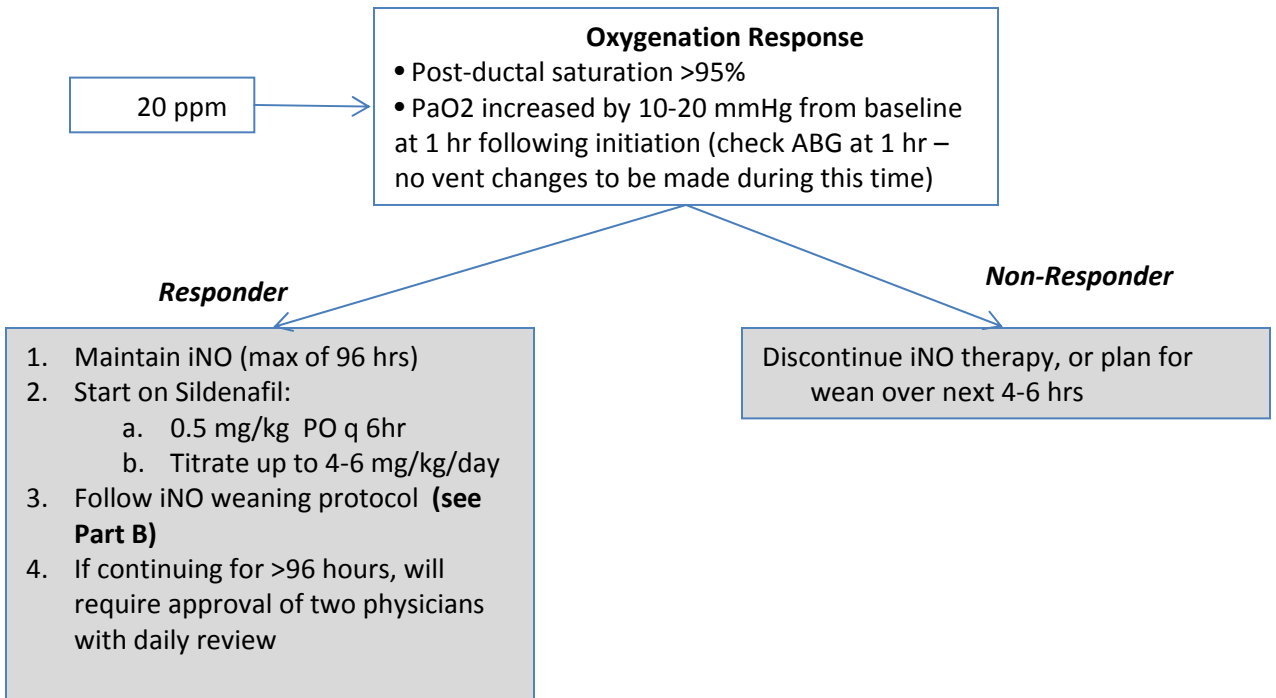 Oxygenation Response
• Post-ductal saturation >95%
• PaO2 increased by 10-20 mmHg from baseline
at 1 hr following initiation (check ABG at 1 hr –
no vent changes to be made during this time)
20 ppm
Responder
Non-Responder
1. Maintain iNO (max of 96 hrs)
2. Start on Sildenafil:
a. 0.5 mg/kg PO q 6hr
b. Titrate up to 4-6 mg/kg/day
3. Follow iNO weaning protocol (see
Part B)
4. If continuing for >96 hours, will
require approval of two physicians
with daily review
Discontinue iNO therapy, or plan for
wean over next 4-6 hrs